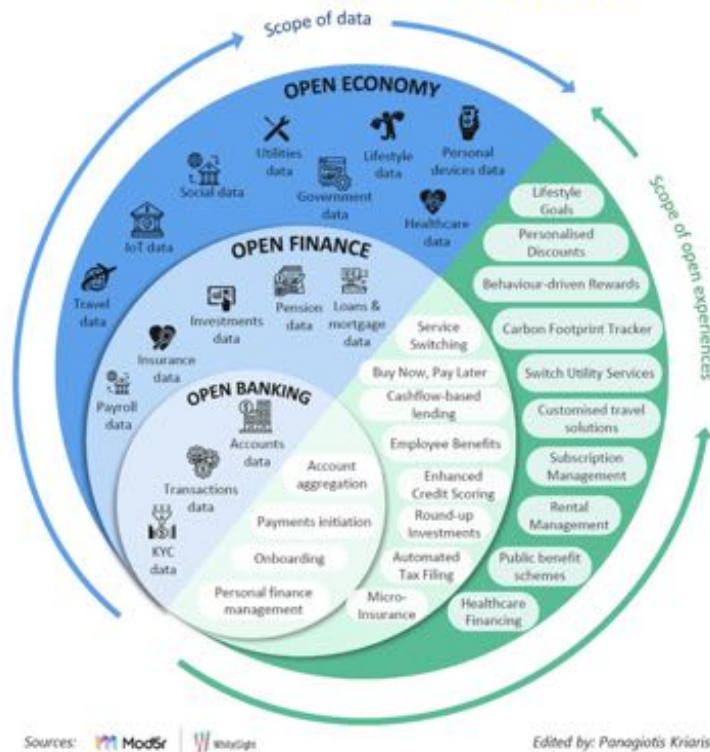 Scope of data
OPEN ECONOMY
Utilities
data
Lifestyle
data
Personal
devices data
Social data
Government
data
Healthcare
data
IoT data
Travel
data
OPEN FINANCE
Investments
data
Pension
data
Loans &
mortgage
data
Insurance
data
Payroll
data
OPEN BANKING
Accounts
data
Transactions
data
KYC
data
Account
aggregation
Payments initiation
Onboarding
Personal finance
management
Service
Switching
Buy Now, Pay Later
Cashflow-based
lending
Employee Benefits
Enhanced
Credit Scoring
Round-up
Investments
Automated
Tax Filing
Micro-
Insurance
Scope of open experiences
Lifestyle
Goals
Personalised
Discounts
Behaviour-driven Rewards
Carbon Footprint Tracker
Switch Utility Services
Customised travel
solutions
Subscription
Management
Rental
Management
Public benefit
schemes
Healthcare
Financing
Sources:
Mod5r
WhiteSight
Edited by: Panagiotis Kriaris